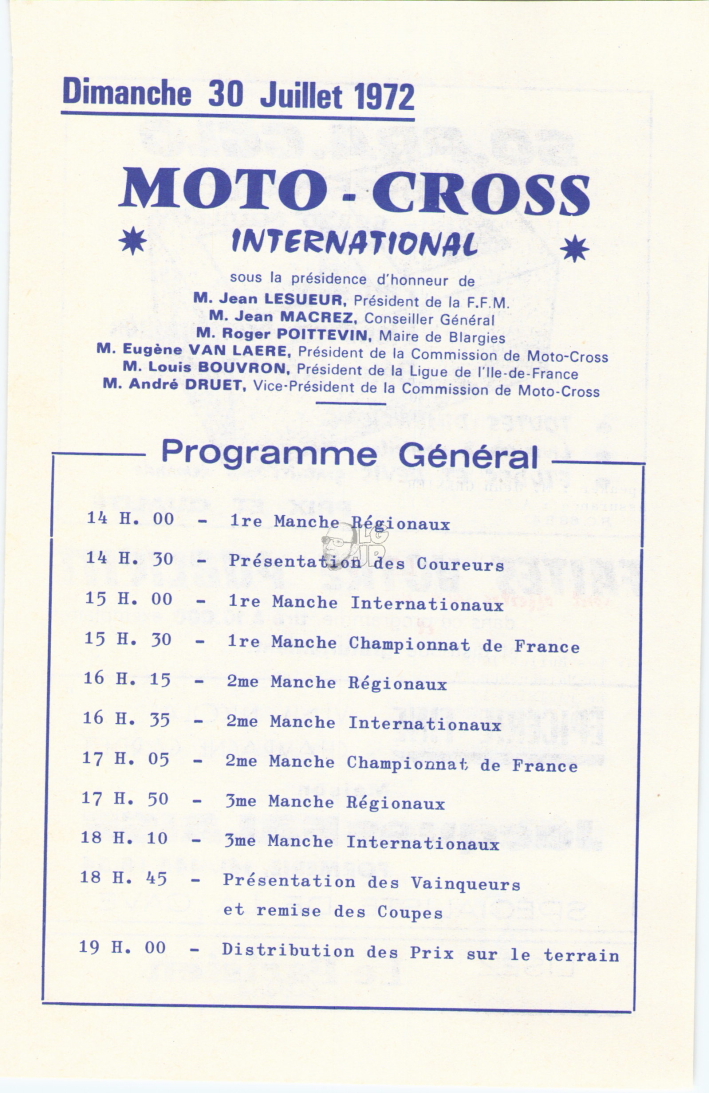 Dimanche 30 Juillet 1972
MOTO - CROSS
INTERNATIONAL
sous la présidence d'honneur de
M. Jean LESUEUR, Président de la F.F.M.
M. Jean MACREZ, Conseiller Général
M. Roger POITTEVIN, Maire de Blargies
M. Eugène VAN LAERE, Président de la Commission de Moto-Cross
M. Louis BOUVRON, Président de la Ligue de l'Ile-de-France
M. André DRUET, Vice-Président de la Commission de Moto-Cross
Programme Général
14 H. 00 - 1re Manche Régionaux
14 H. 30 - Présentation des Coureurs
15 H. 00 - 1re Manche Internationaux
15 H. 30 - 1re Manche Championnat de France
16 H. 15 - 2me Manche Régionaux
16 H. 35 - 2me Manche Internationaux
17 H. 05 - 2me Manche Championnat de France
17 H. 50 - 3me Manche Régionaux
18 H. 10 - 3me Manche Internationaux
18 H. 45 - Présentation des Vainqueurs
et remise des Coupes
19 H. 00 - Distribution des Prix sur le terrain